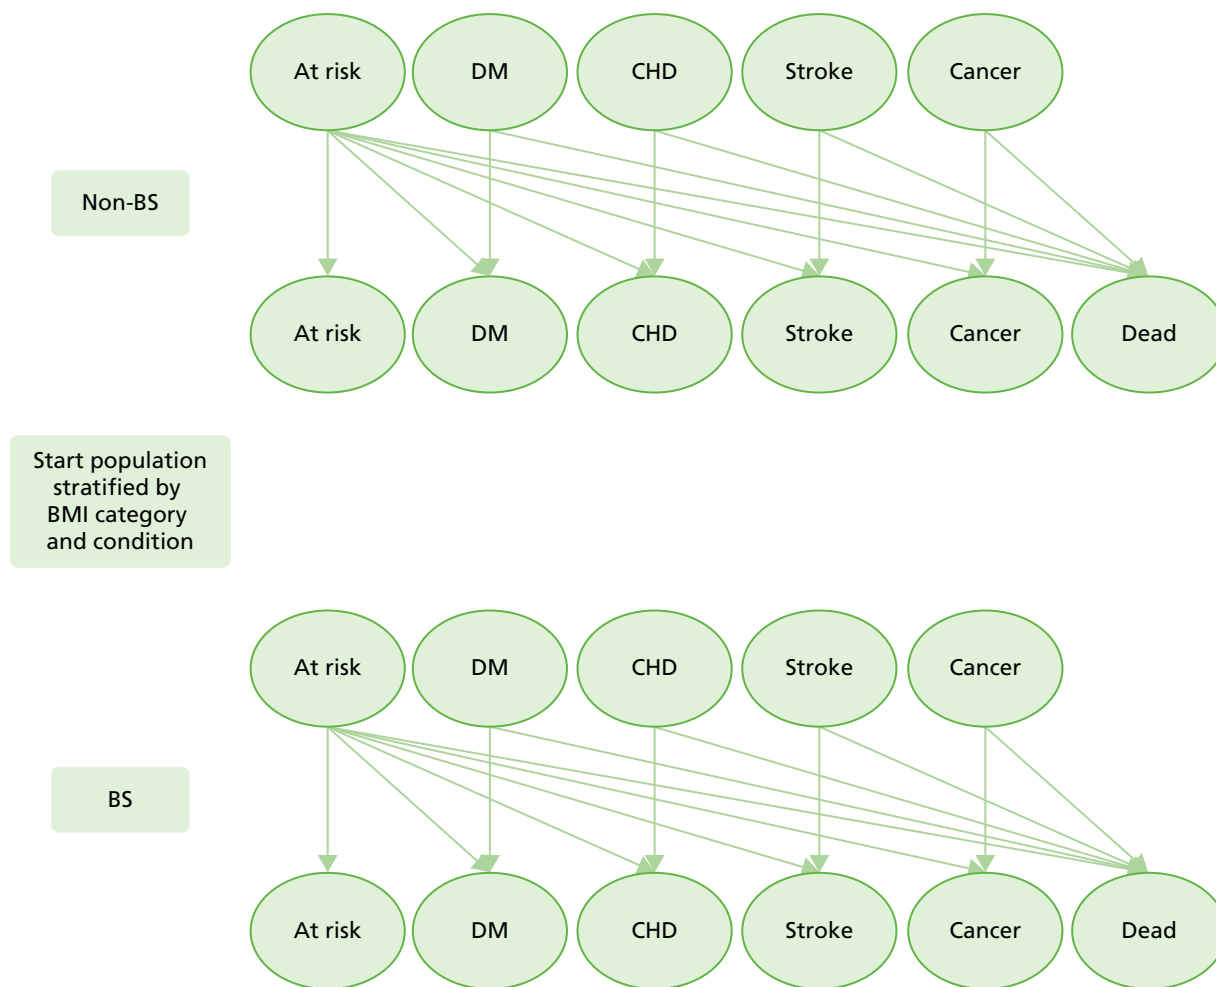 At risk
DM
CHD
Stroke
Cancer
Non-BS
At risk
DM
CHD
Stroke
Cancer
Dead
Start population
stratified by
BMI category
and condition
At risk
DM
CHD
Stroke
Cancer
BS
At risk
DM
CHD
Stroke
Cancer
Dead